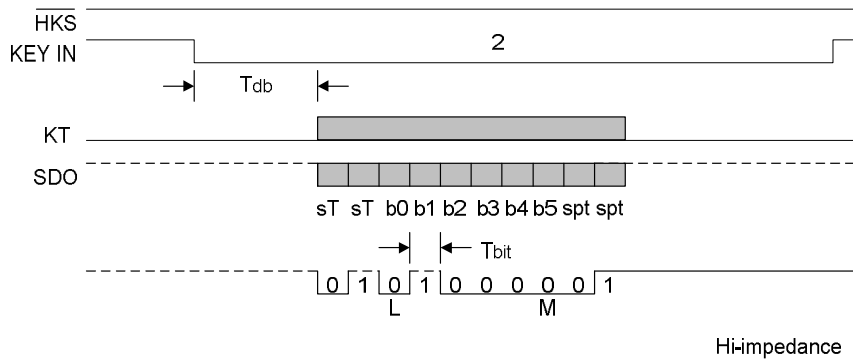 HKS
KEY IN
2
Tdb
KT
SDO
sT sT b0 b1 b2 b3 b4 b5 spt spt
Tbit
0 1 0 1 0 0 0 0 0 1
L M
Hi-impedance